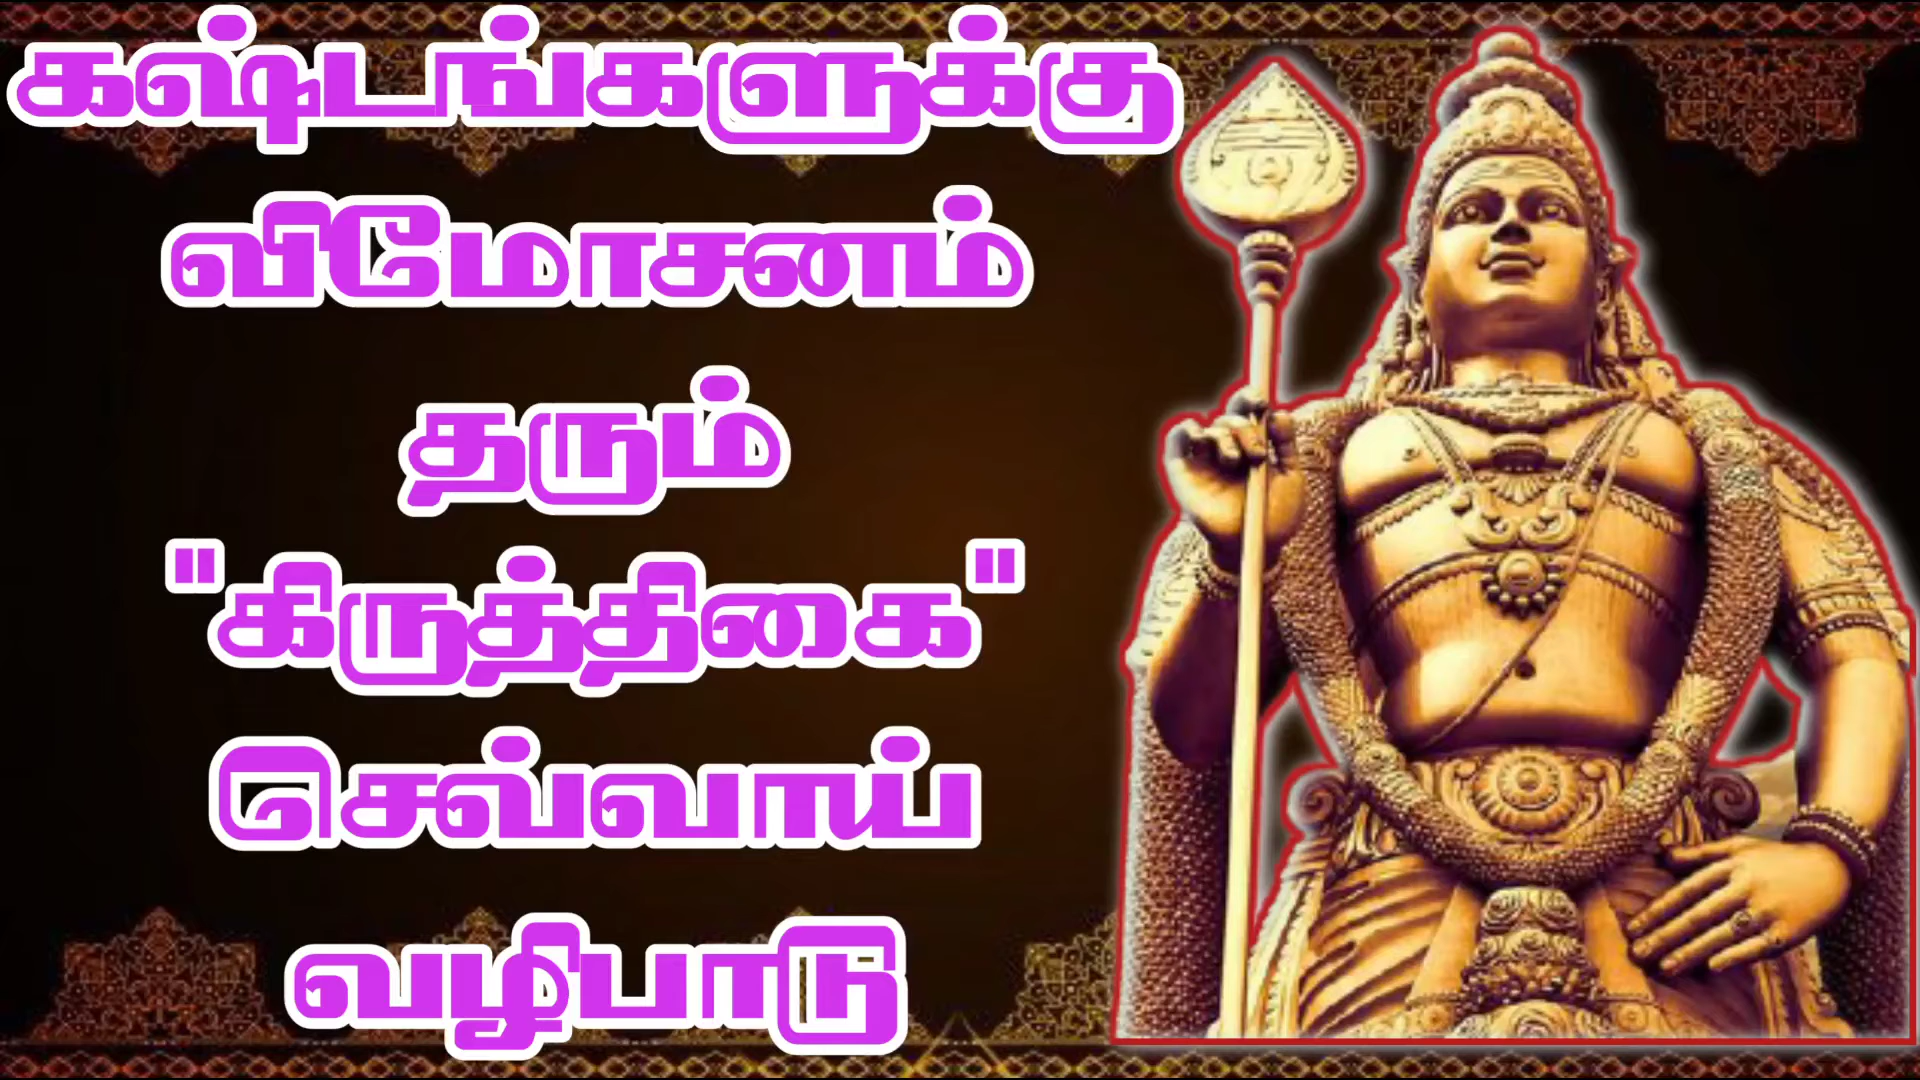 கஷ்டங்களுக்கு
விமோசனம்
தரும்
"கிருத்திகை"
செவ்வாய்
வழிபாடு